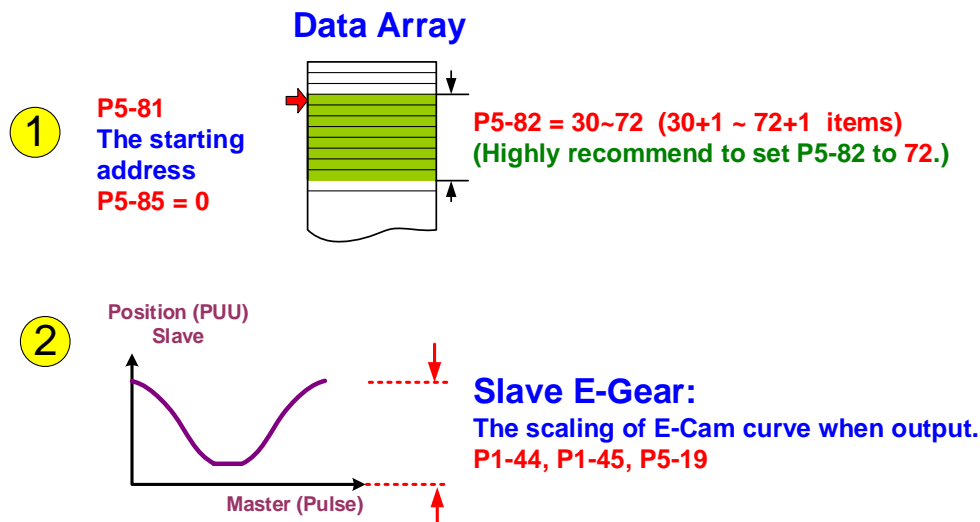 Data Array
1
P5-81
The starting
address
P5-85 = 0
P5-82 = 30~72 (30+1 ~ 72+1 items)
(Highly recommend to set P5-82 to 72.)
2
Position (PUU)
Slave
Master (Pulse)
Slave E-Gear:
The scaling of E-Cam curve when output.
P1-44, P1-45, P5-19